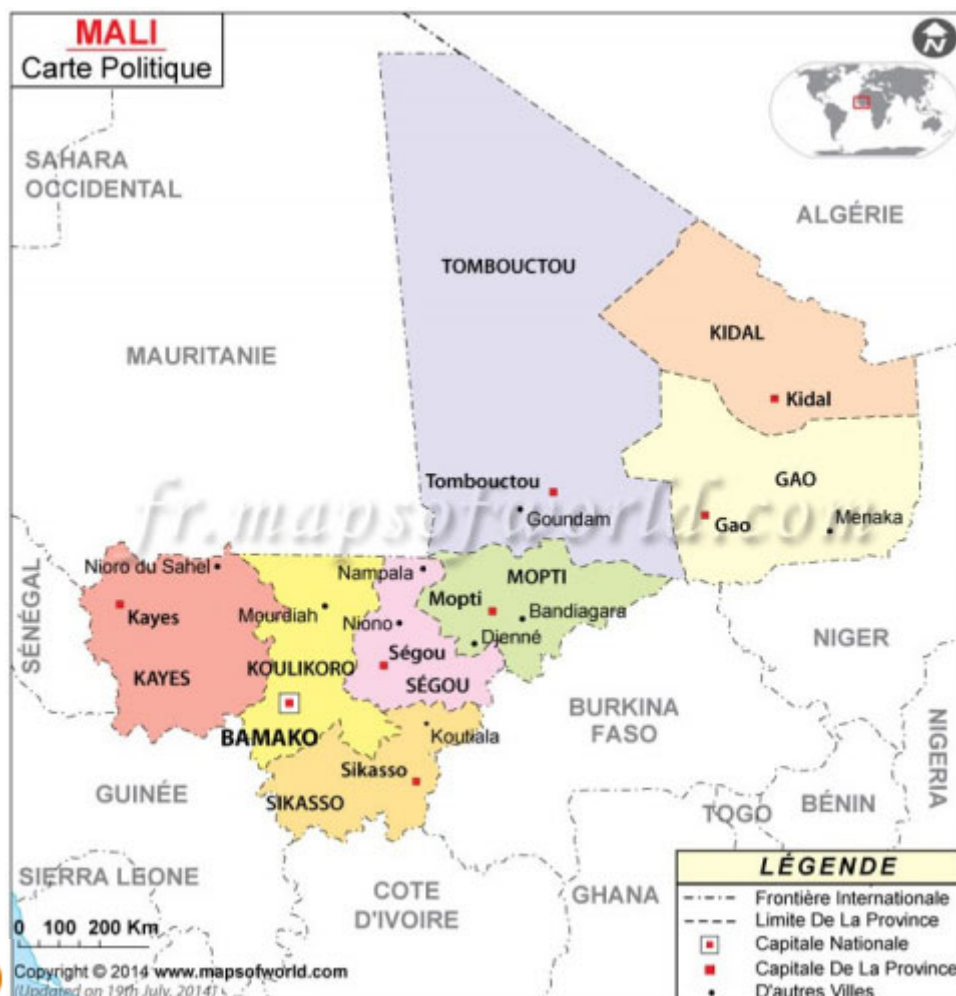 MALI
Carte Politique
N
SAHARA
OCCIDENTAL
ALGÉRIE
TOMBOUCTOU
KIDAL
MAURITANIE
Kidal
GAO
Tombouctou
fr.mapsofworld.com
Goundam
Gao
Menaka
Nioro du Sahel
Nampala
MOPTI
Kayes
Mourdiah
Niono
Mopti
Bandiagara
Djenné
SÉNÉGAL
NIGER
KAYES
KOULIKORO
Ségou
SÉGOU
BURKINA
FASO
BAMAKO
Koutiala
NIGERIA
Sikasso
GUINÉE
SIKASSO
TOGO
BÉNIN
SIERRA LEONE
COTE
D'IVOIRE
GHANA
LÉGENDE
Frontière Internationale
Limite De La Province
Capitale Nationale
Capitale De La Province
D'autres Villes
0 100 200 Km
Copyright © 2014 www.mapsofworld.com
(Updated on 19th July, 2014)